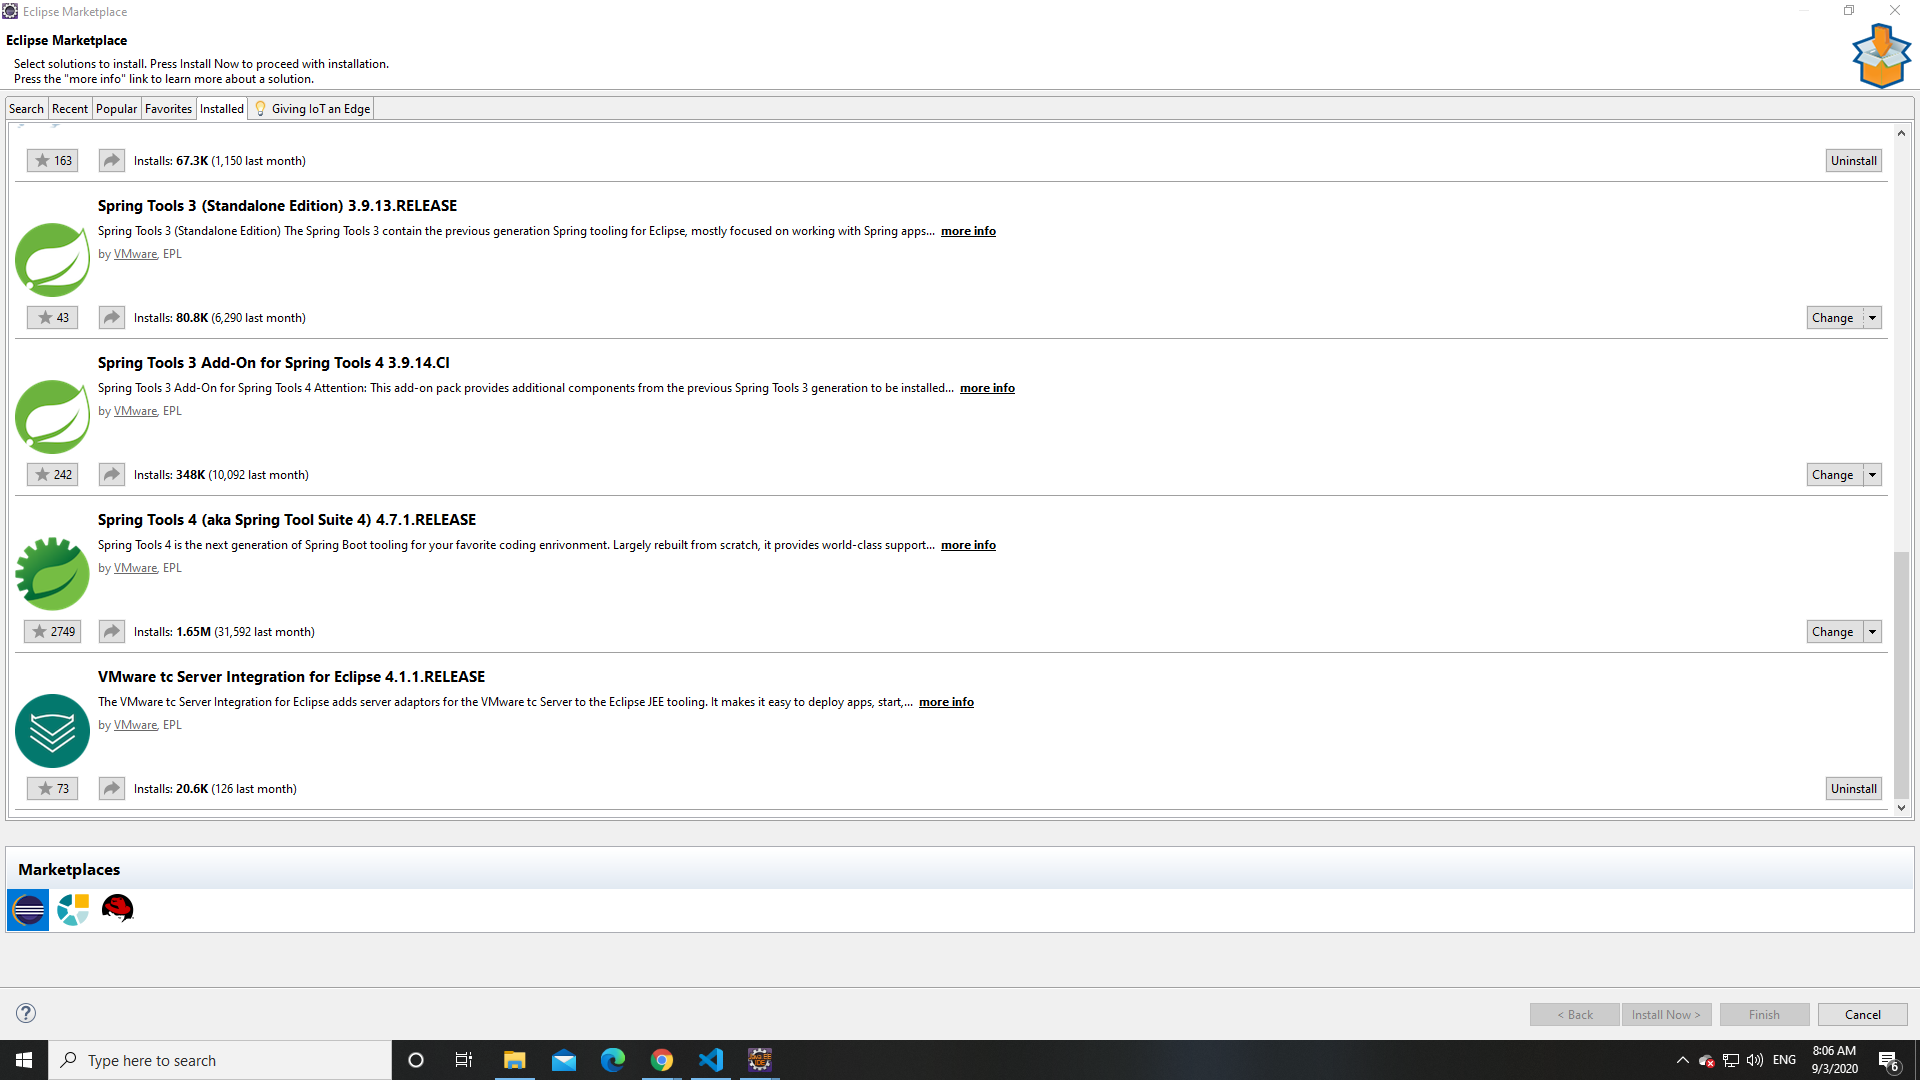 Eclipse Marketplace
Eclipse Marketplace
Select solutions to install. Press Install Now to proceed with installation.
Press the "more info" link to learn more about a solution.
Search Recent Popular Favorites Installed Giving IoT an Edge
163 Installs: 67.3K (1,150 last month) Uninstall
Spring Tools 3 (Standalone Edition) 3.9.13.RELEASE
Spring Tools 3 (Standalone Edition) The Spring Tools 3 contain the previous generation Spring tooling for Eclipse, mostly focused on working with Spring apps... more info
by VMware, EPL
43 Installs: 80.8K (6,290 last month) Change
Spring Tools 3 Add-On for Spring Tools 4 3.9.14.CI
Spring Tools 3 Add-On for Spring Tools 4 Attention: This add-on pack provides additional components from the previous Spring Tools 3 generation to be installed... more info
by VMware, EPL
242 Installs: 348K (10,092 last month) Change
Spring Tools 4 (aka Spring Tool Suite 4) 4.7.1.RELEASE
Spring Tools 4 is the next generation of Spring Boot tooling for your favorite coding enrivonment. Largely rebuilt from scratch, it provides world-class support... more info
by VMware, EPL
2749 Installs: 1.65M (31,592 last month) Change
VMware tc Server Integration for Eclipse 4.1.1.RELEASE
The VMware tc Server Integration for Eclipse adds server adaptors for the VMware tc Server to the Eclipse JEE tooling. It makes it easy to deploy apps, start,... more info
by VMware, EPL
73 Installs: 20.6K (126 last month) Uninstall
Marketplaces
? < Back Install Now > Finish Cancel
Type here to search
ENG
8:06 AM
9/3/2020
6